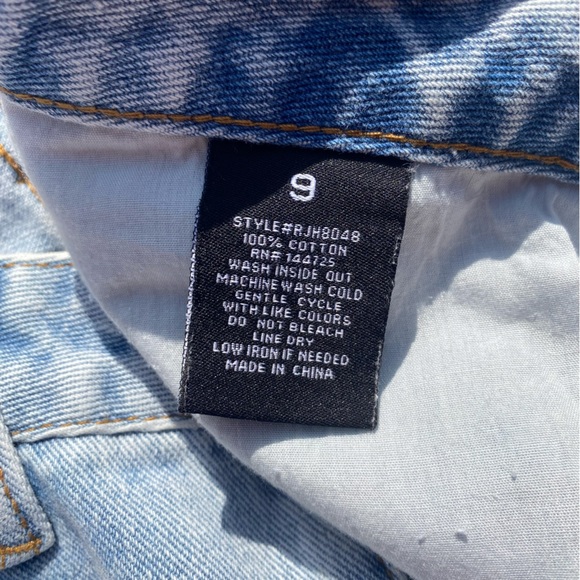 9
STYLE#RJH8048
100% COTTON
RN# 144725
WASH INSIDE OUT
MACHINE WASH COLD
GENTLE CYCLE
WITH LIKE COLORS
DO NOT BLEACH
LINE DRY
LOW IRON IF NEEDED
MADE IN CHINA